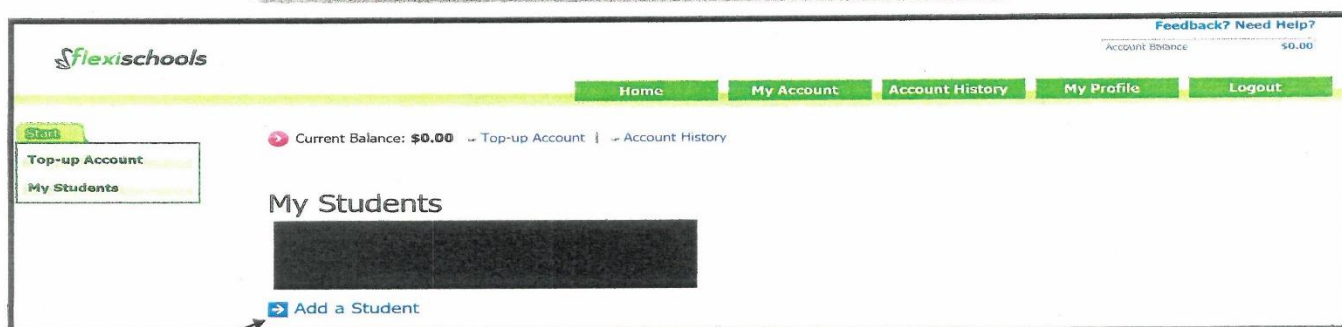 Feedback? Need Help?
flexischools
Account Balance $0.00
Home My Account Account History My Profile Logout
Start
Current Balance: $0.00 Top-up Account | Account History
Top-up Account
My Students
My Students
Add a Student